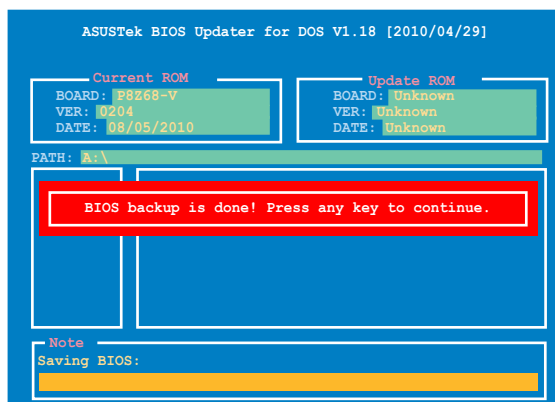 ASUSTek BIOS Updater for DOS V1.18 [2010/04/29]
Current ROM
BOARD: P8Z68-V
VER: 0204
DATE: 08/05/2010
Update ROM
BOARD: Unknown
VER: Unknown
DATE: Unknown
PATH: A:\
BIOS backup is done! Press any key to continue.
Note
Saving BIOS: